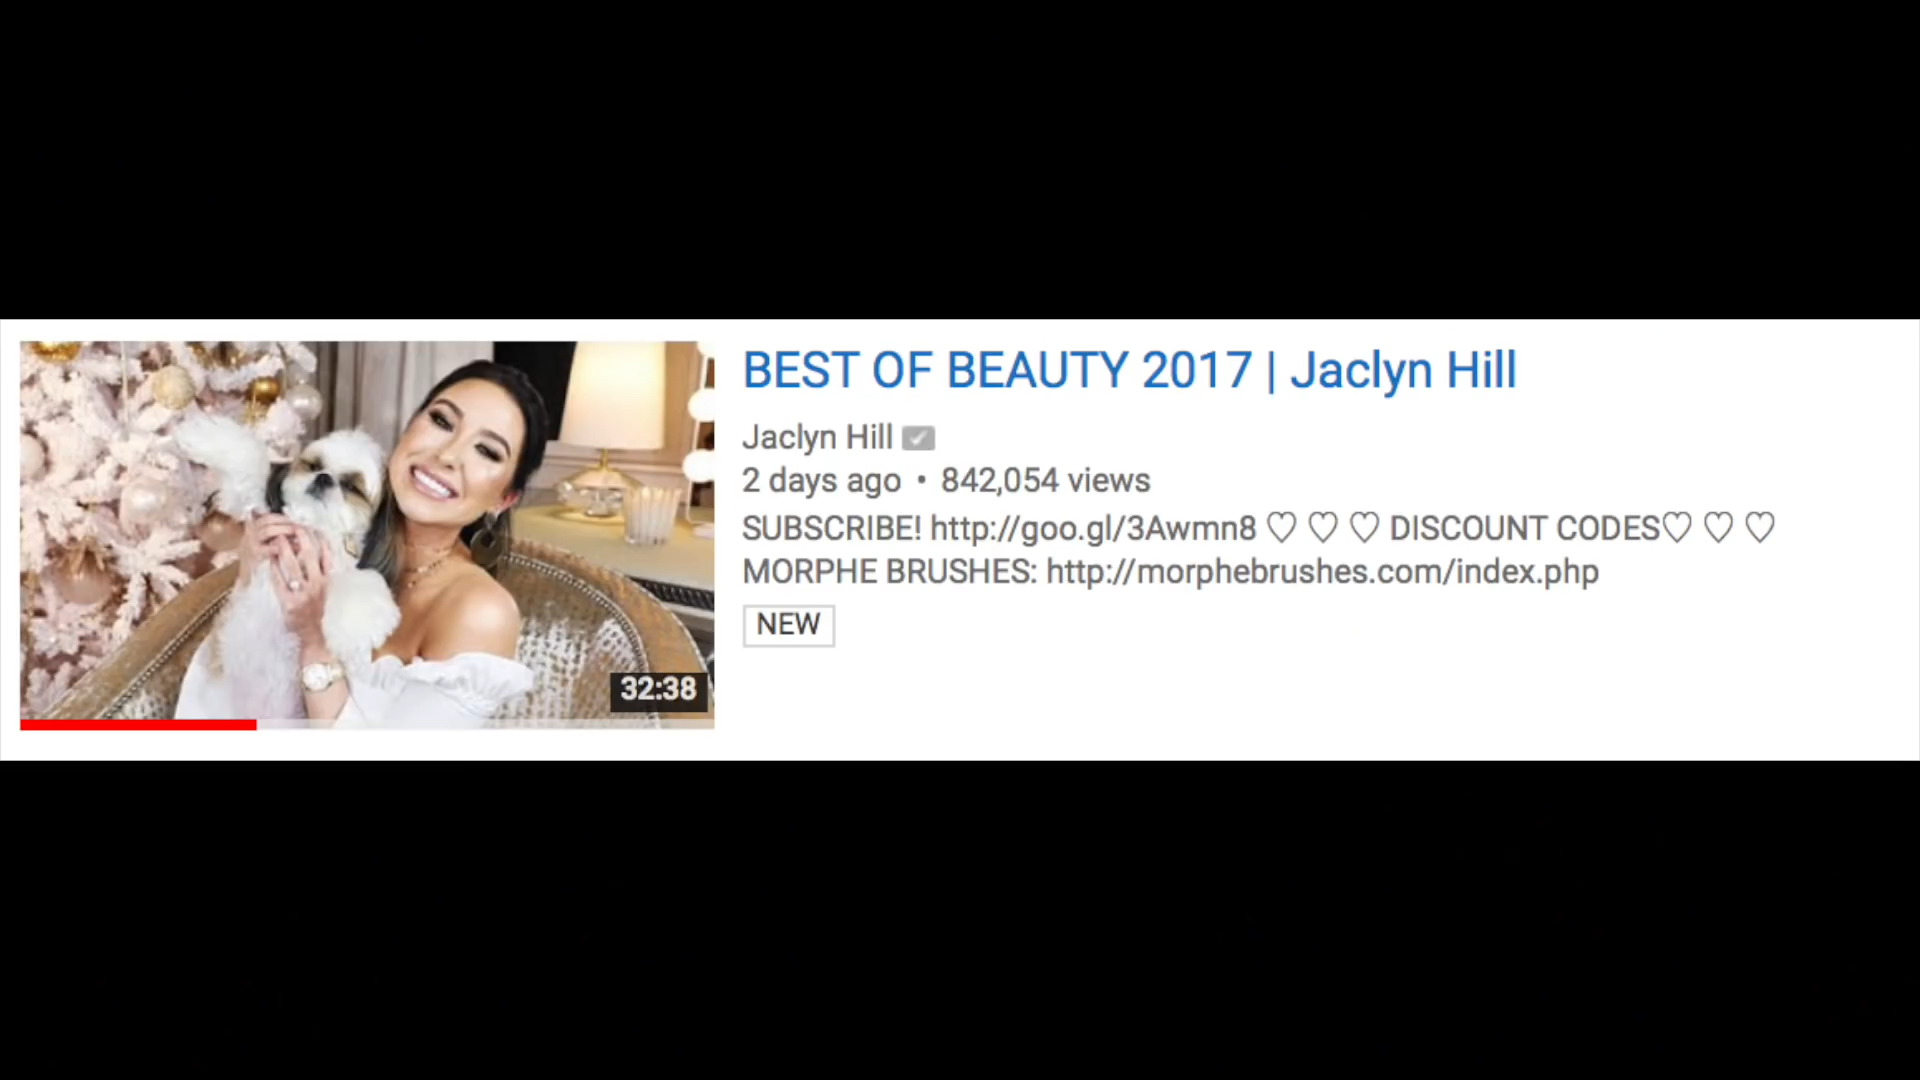 BEST OF BEAUTY 2017 | Jaclyn Hill
Jaclyn Hill
2 days ago • 842,054 views
SUBSCRIBE! http://goo.gl/3Awmn8 ♡ ♡ ♡ DISCOUNT CODES♡ ♡ ♡
MORPHE BRUSHES: http://morphebrushes.com/index.php
NEW
32:38